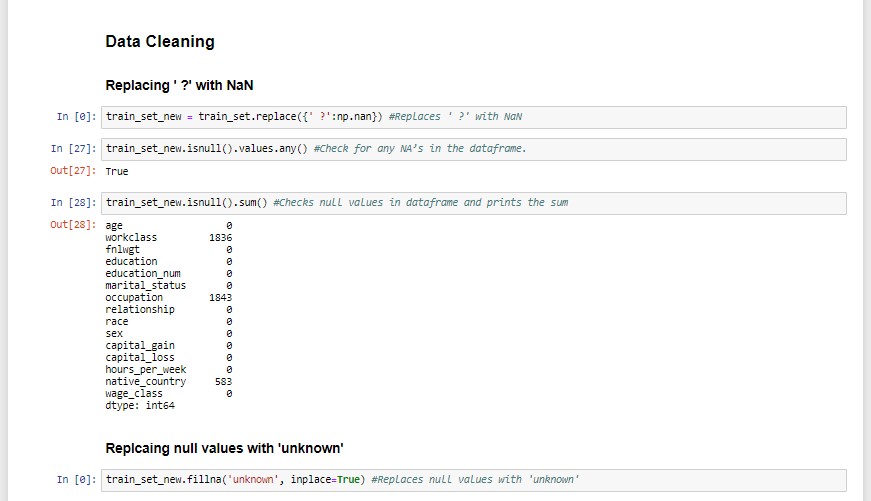 Data Cleaning
Replacing ' ?' with NaN
In [0]: train_set_new = train_set.replace({' ?':np.nan}) #Replaces ' ?' with NaN
In [27]: train_set_new.isnull().values.any() #Check for any NA's in the dataframe.
Out[27]: True
In [28]: train_set_new.isnull().sum() #Checks null values in dataframe and prints the sum
Out[28]: age 0
workclass 1836
fnlwgt 0
education 0
education_num 0
marital_status 0
occupation 1843
relationship 0
race 0
sex 0
capital_gain 0
capital_loss 0
hours_per_week 0
native_country 583
wage_class 0
dtype: int64
Replcaing null values with 'unknown'
In [0]: train_set_new.fillna('unknown', inplace=True) #Replaces null values with 'unknown'